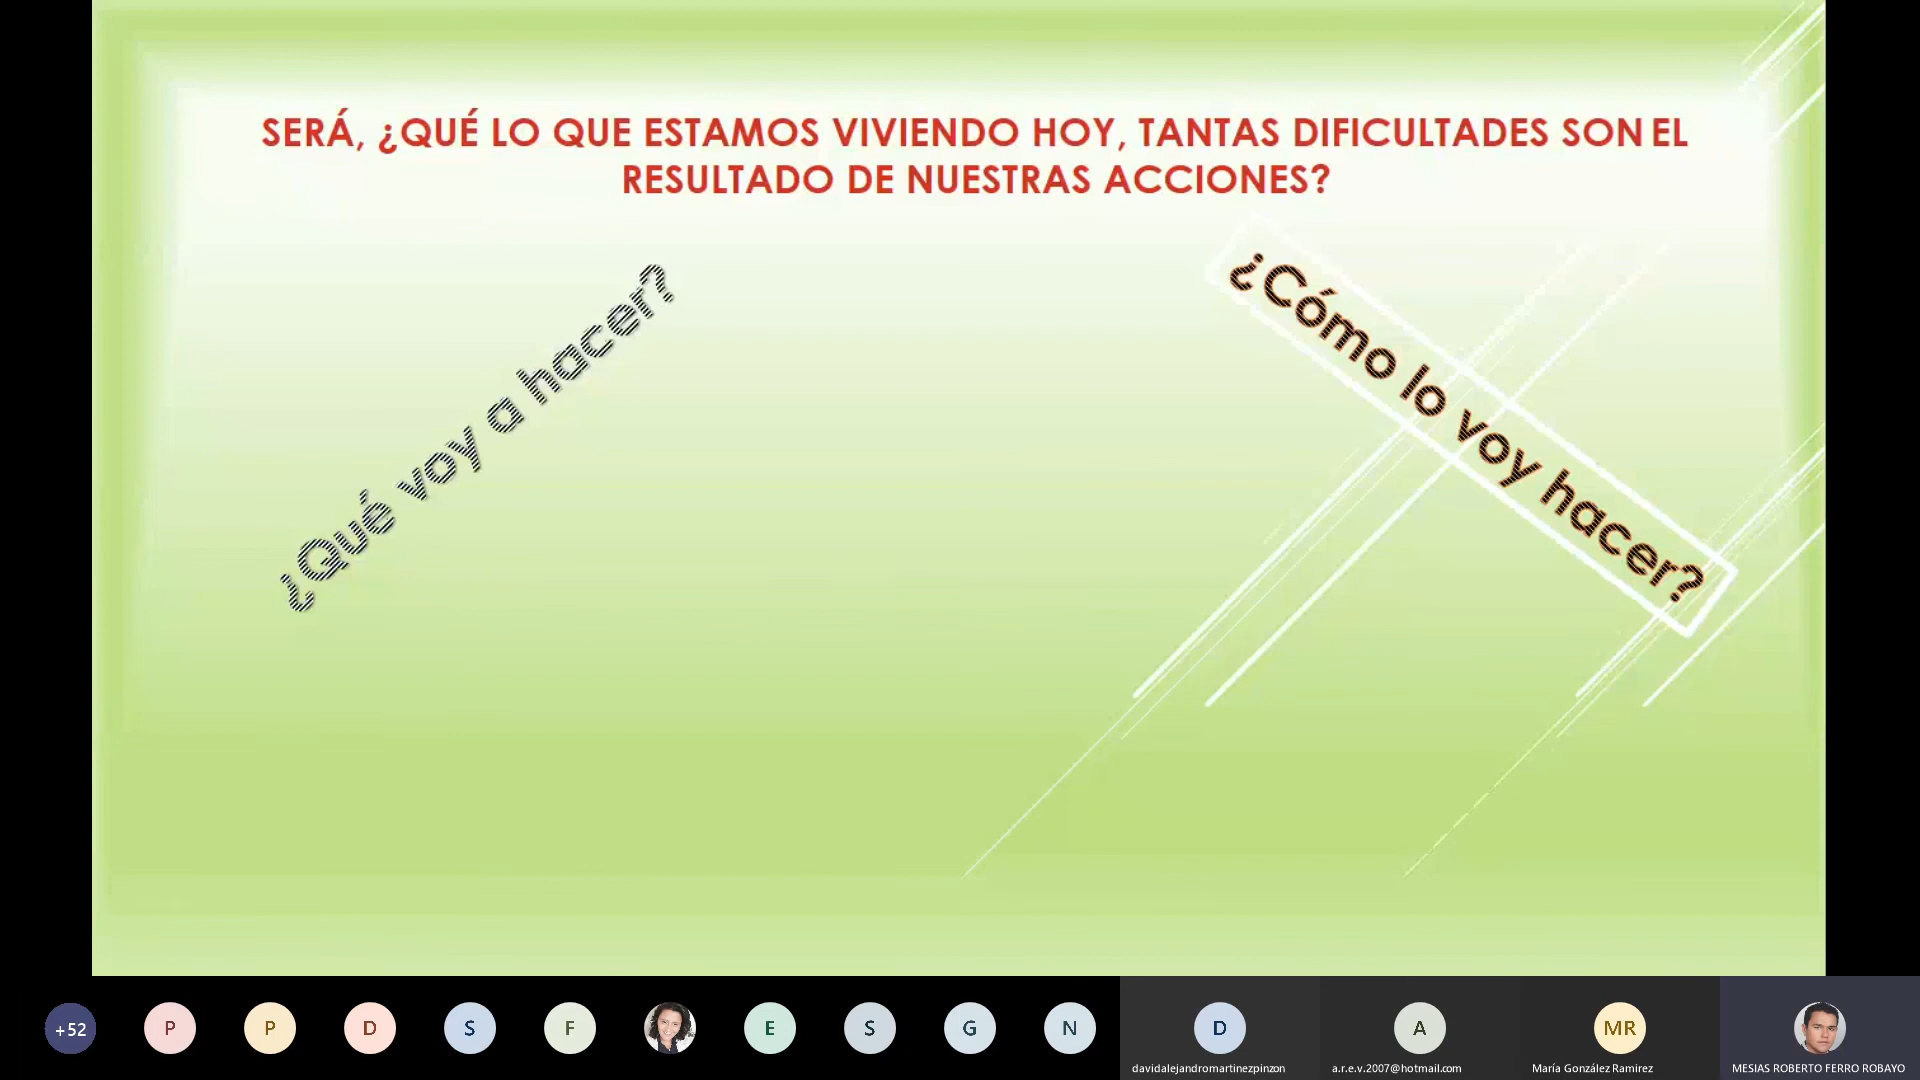 SERÁ, ¿QUÉ LO QUE ESTAMOS VIVIENDO HOY, TANTAS DIFICULTADES SON EL
RESULTADO DE NUESTRAS ACCIONES?
¿Qué voy a hacer?
¿Cómo lo voy hacer?
+52
P
P
D
S
F
E
S
G
N
D
A
MR
davidalejandromartinezpinzon
a.r.e.v.2007@hotmail.com
María González Ramirez
MESIAS ROBERTO FERRO ROBAYO